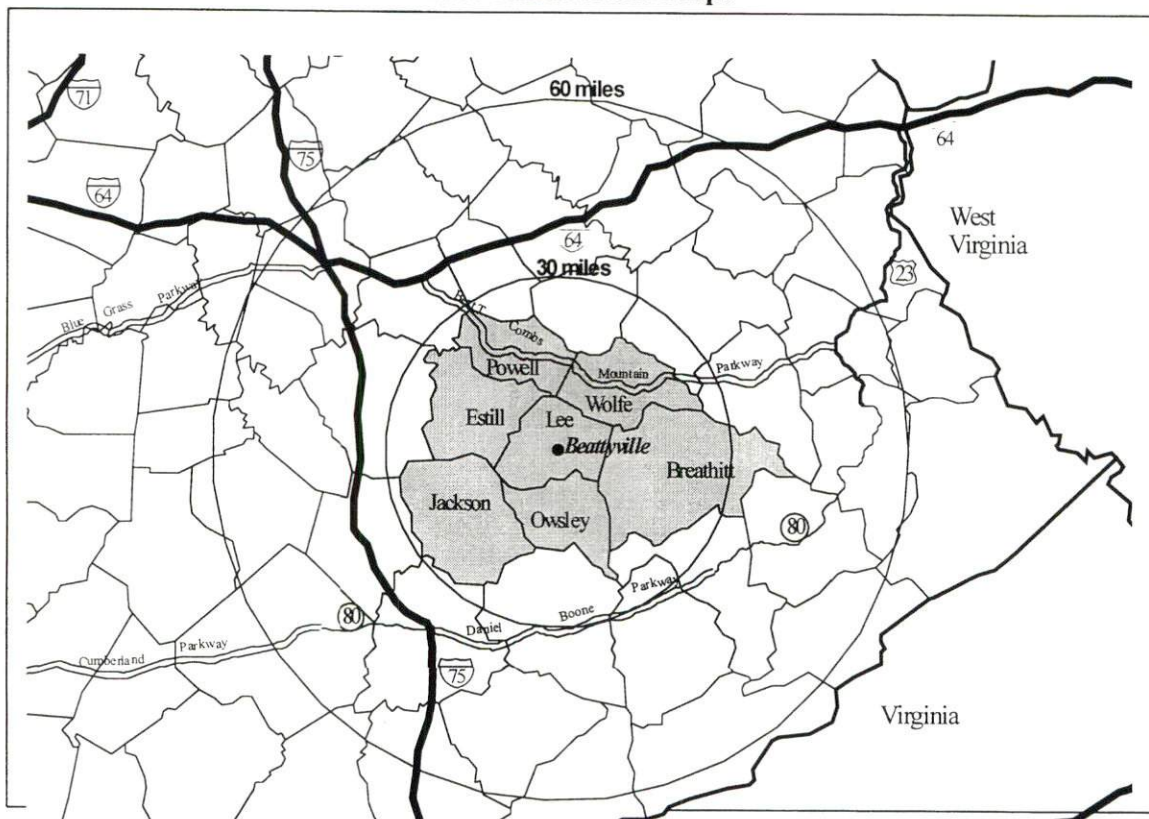 60 miles
71
75
64
64
West
Virginia
64
30 miles
23
Blue Grass Parkway
Combs
Mountain
Parkway
Powell
Wolfe
Estill
Lee
Beattyville
Breathitt
Jackson
Owsley
80
80
Daniel
Boone
Parkway
Cumberland
Parkway
75
Virginia